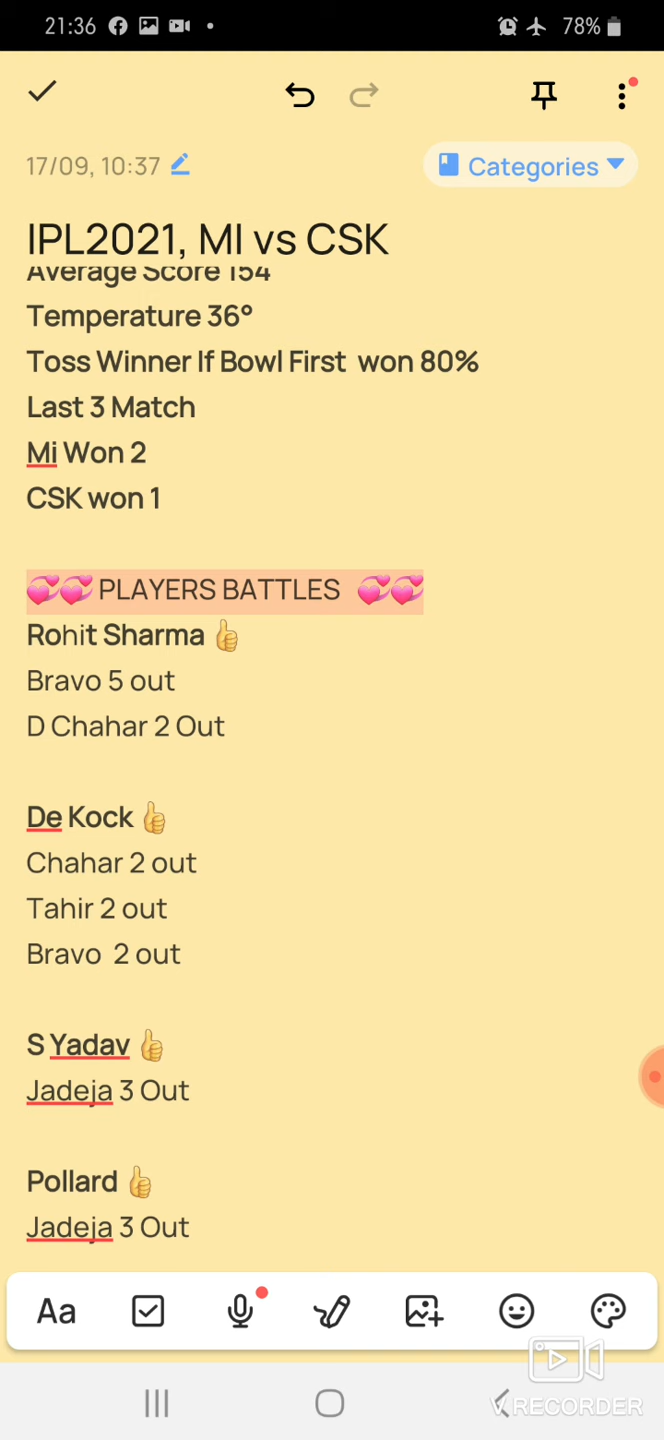 21:36
78%
17/09, 10:37
Categories
IPL2021, MI vs CSK
Average Score 154
Temperature 36°
Toss Winner If Bowl First won 80%
Last 3 Match
Mi Won 2
CSK won 1
💞💞 PLAYERS BATTLES 💞💞
Rohit Sharma 👍
Bravo 5 out
D Chahar 2 Out
De Kock 👍
Chahar 2 out
Tahir 2 out
Bravo 2 out
S Yadav 👍
Jadeja 3 Out
Pollard 👍
Jadeja 3 Out
Aa
V RECORDER